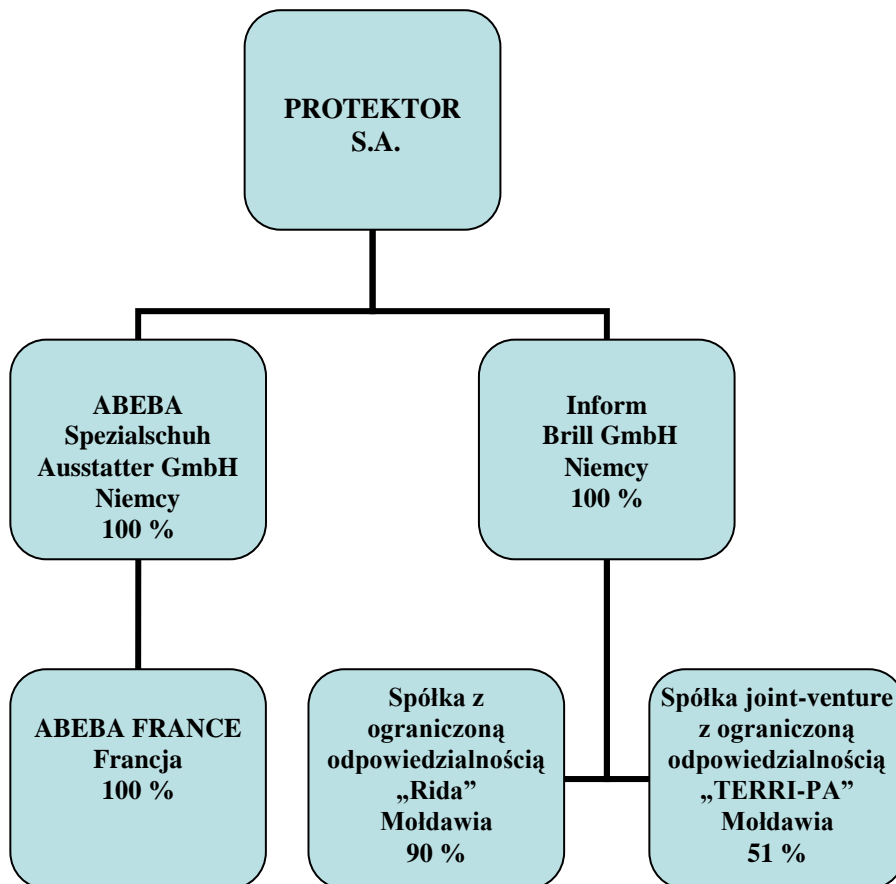 PROTEKTOR
S.A.
ABEBA
Spezialschuh
Ausstatter GmbH
Niemcy
100 %
Inform
Brill GmbH
Niemcy
100 %
ABEBA FRANCE
Francja
100 %
Spółka z
ograniczoną
odpowiedzialnością
„Rida”
Mołdawia
90 %
Spółka joint-venture
z ograniczoną
odpowiedzialnością
„TERRI-PA”
Mołdawia
51 %